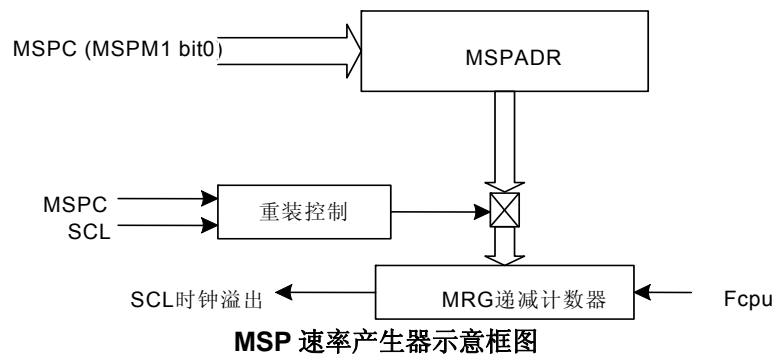 MSPC (MSPM1 bit0)
MSPADR
MSPC
SCL
重装控制
SCL时钟溢出
MRG递减计数器
Fcpu
MSP 速率产生器示意框图